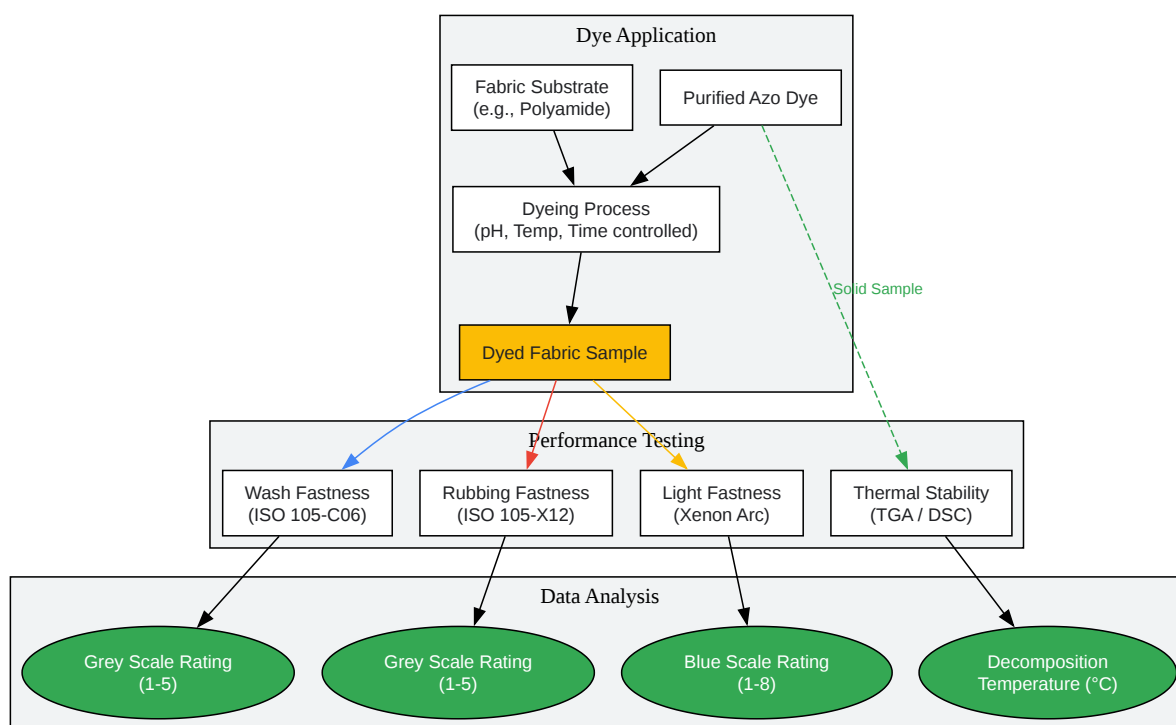 Dye Application
Fabric Substrate
(e.g., Polyamide)
Purified Azo Dye
Dyeing Process
(pH, Temp, Time controlled)
Solid Sample
Dyed Fabric Sample
Performance Testing
Wash Fastness
(ISO 105-C06)
Rubbing Fastness
(ISO 105-X12)
Light Fastness
(Xenon Arc)
Thermal Stability
(TGA / DSC)
Data Analysis
Grey Scale Rating
(1-5)
Grey Scale Rating
(1-5)
Blue Scale Rating
(1-8)
Decomposition
Temperature (°C)